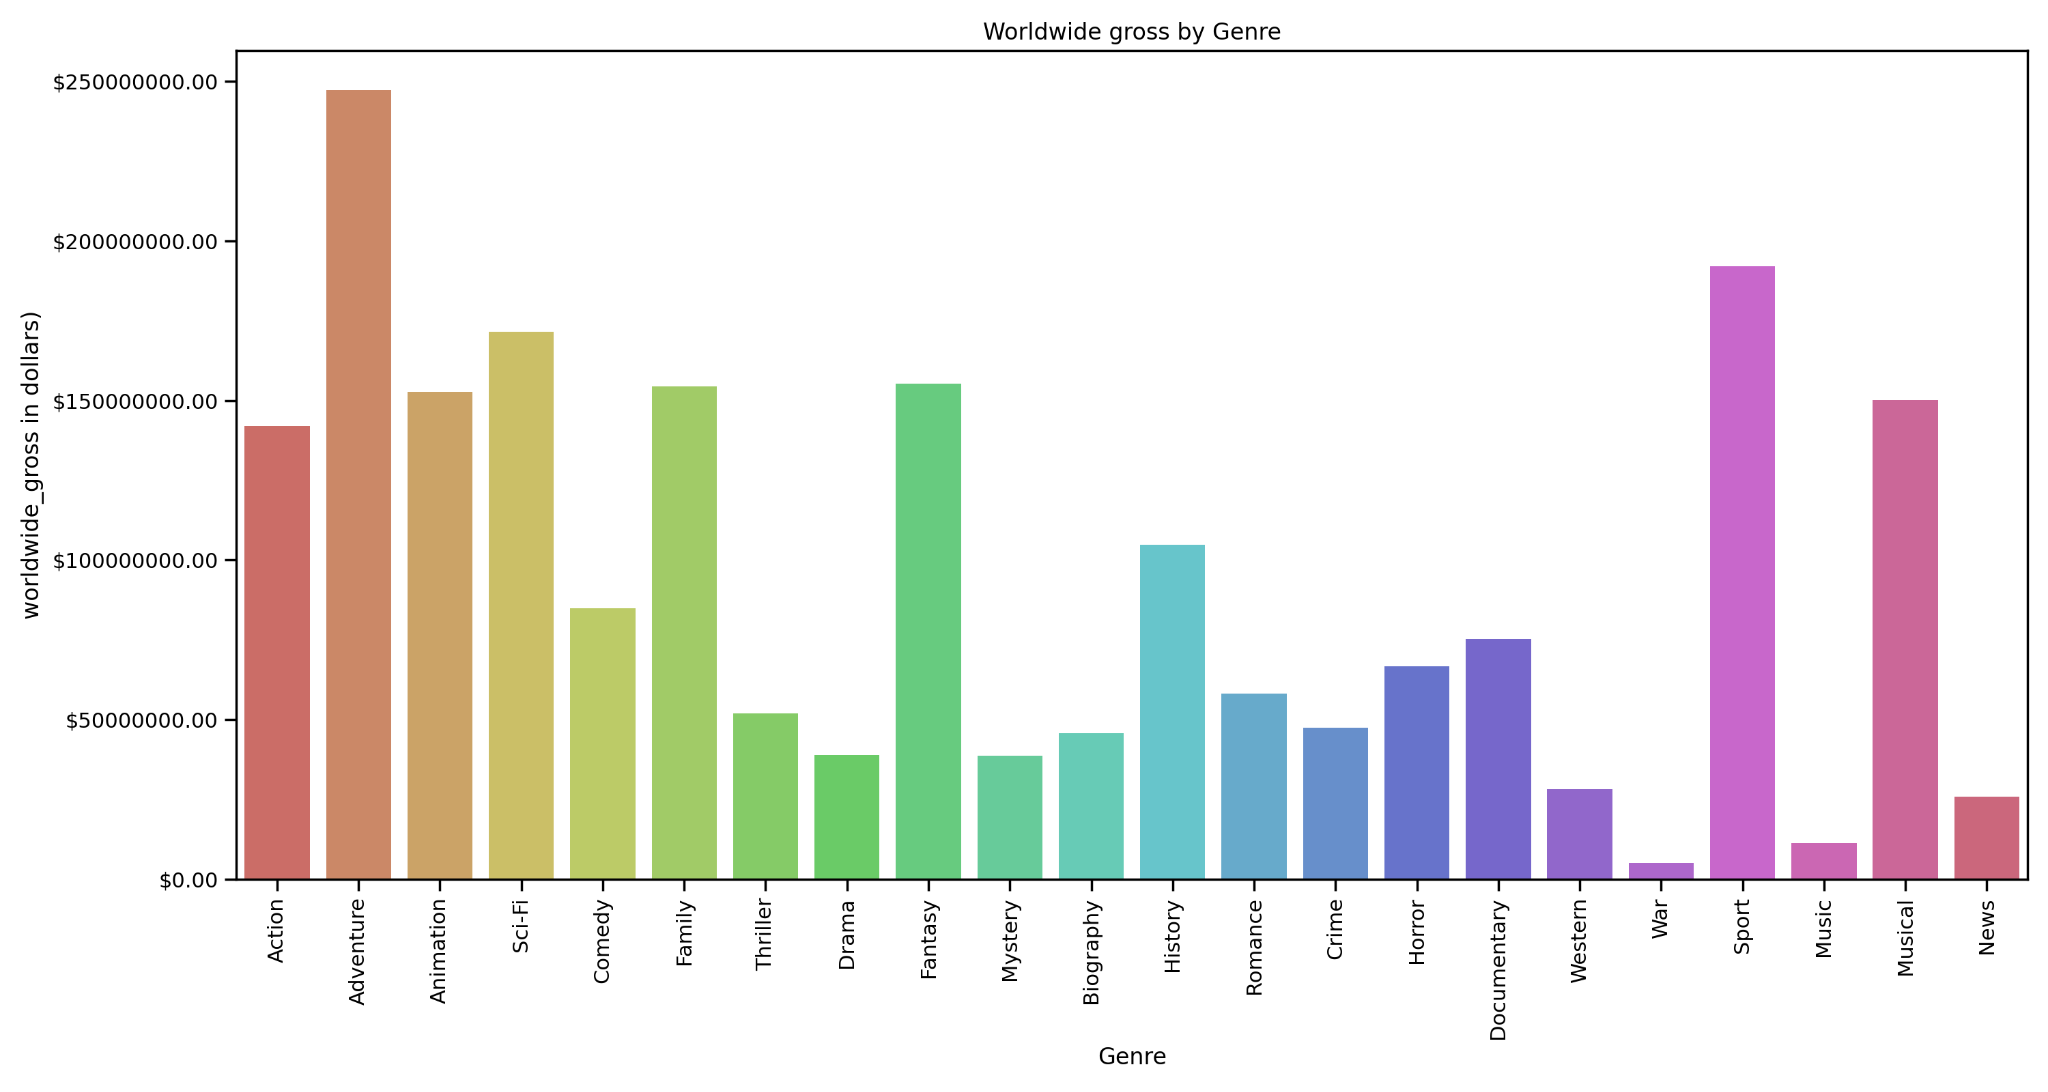 Worldwide gross by Genre
worldwide_gross in dollars)
$250000000.00
$200000000.00
$150000000.00
$100000000.00
$50000000.00
$0.00
Action
Adventure
Animation
Sci-Fi
Comedy
Family
Thriller
Drama
Fantasy
Mystery
Biography
History
Romance
Crime
Horror
Documentary
Western
War
Sport
Music
Musical
News
Genre